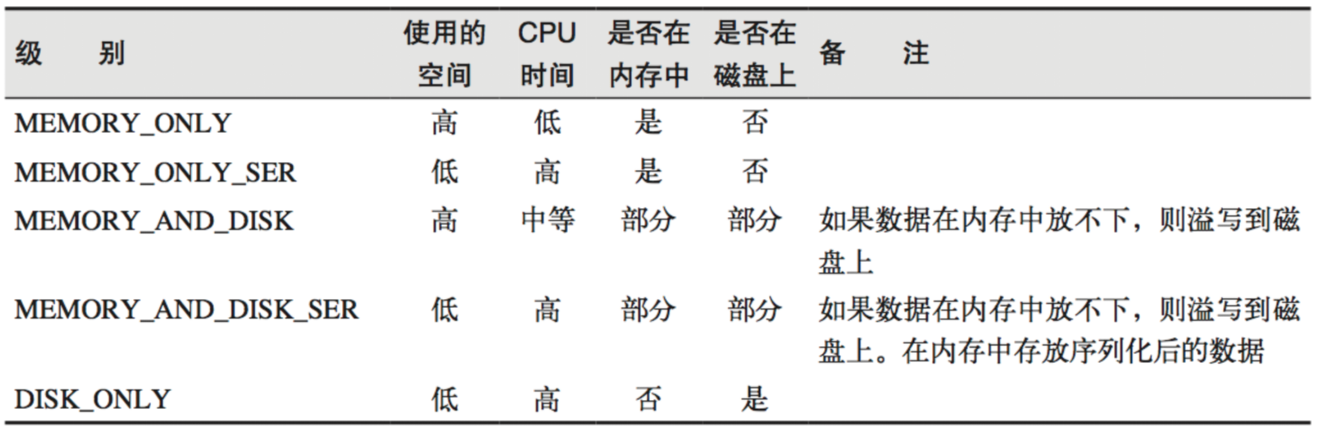 级 别 使用的空间 CPU时间 是否在内存中 是否在磁盘上 备 注
MEMORY_ONLY 高 低 是 否
MEMORY_ONLY_SER 低 高 是 否
MEMORY_AND_DISK 高 中等 部分 部分 如果数据在内存中放不下，则溢写到磁
盘上
MEMORY_AND_DISK_SER 低 高 部分 部分 如果数据在内存中放不下，则溢写到磁
盘上。在内存中存放序列化后的数据
DISK_ONLY 低 高 否 是